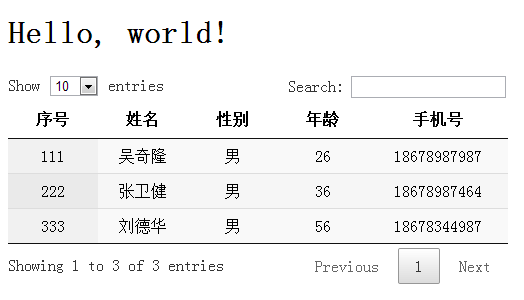 Hello, world!
Show 10 entries Search:
序号 姓名 性别 年龄 手机号
111 吴奇隆 男 26 18678987987
222 张卫健 男 36 18678987464
333 刘德华 男 56 18678344987
Showing 1 to 3 of 3 entries Previous 1 Next